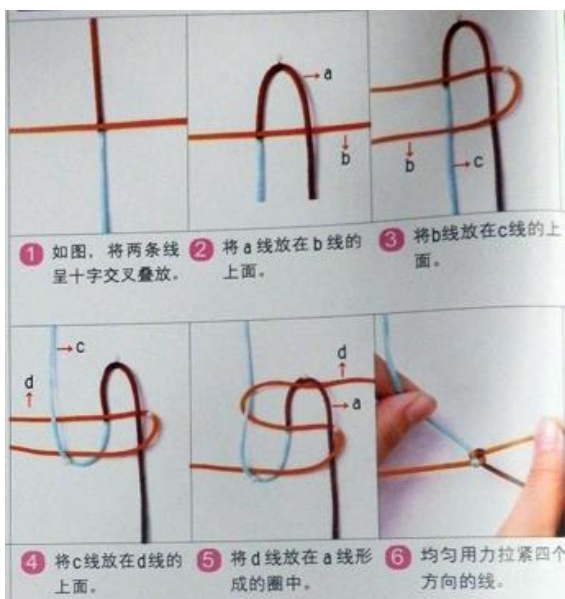 a
b
b
c
1 如图，将两条线
呈十字交叉叠放。
2 将a线放在b线的
上面。
3 将b线放在c线的上
面。
c
d
d
a
4 将c线放在d线的
上面。
5 将d线放在a线形
成的圈中。
6 均匀用力拉紧四个
方向的线。